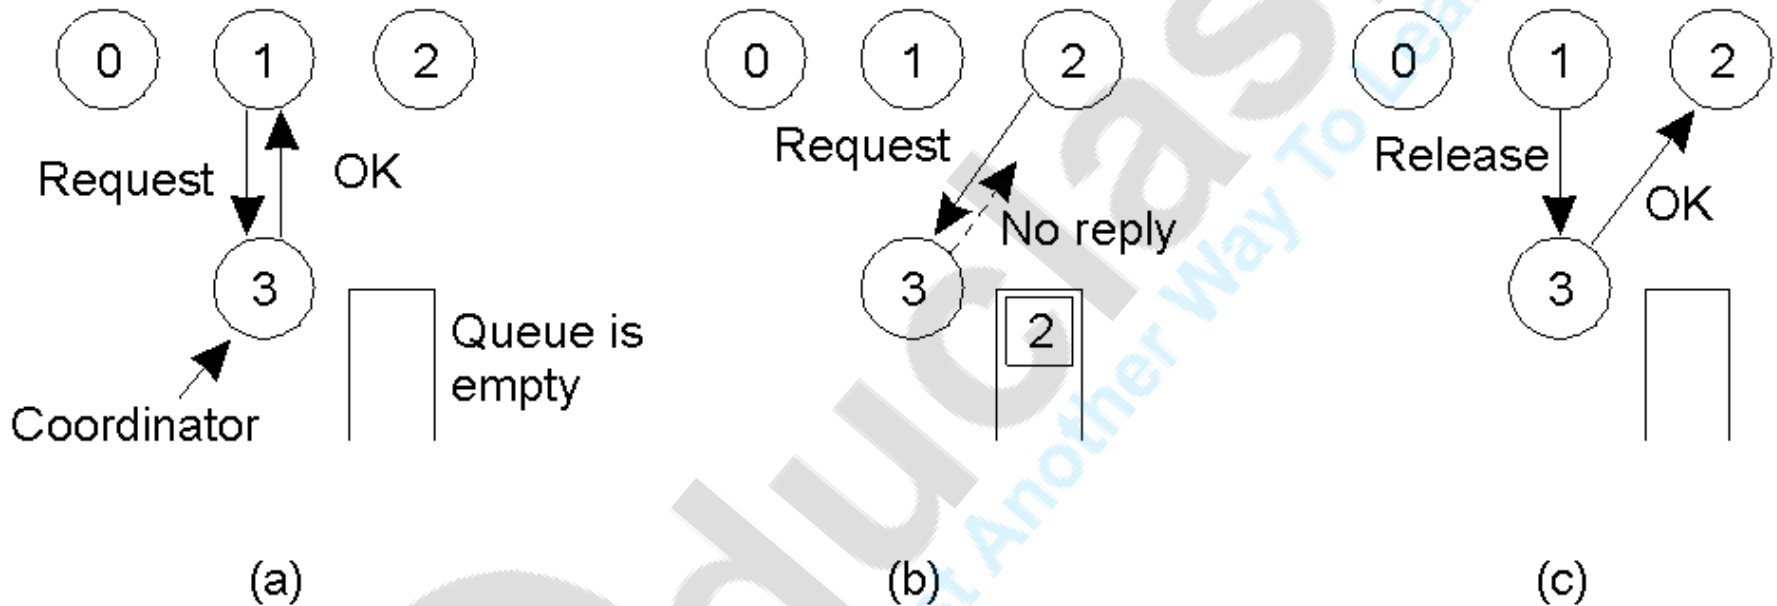 0 1 2
Request OK
3
Queue is
empty
Coordinator
(a)
0 1 2
Request
No reply
3
2
(b)
0 1 2
Release
OK
3
(c)